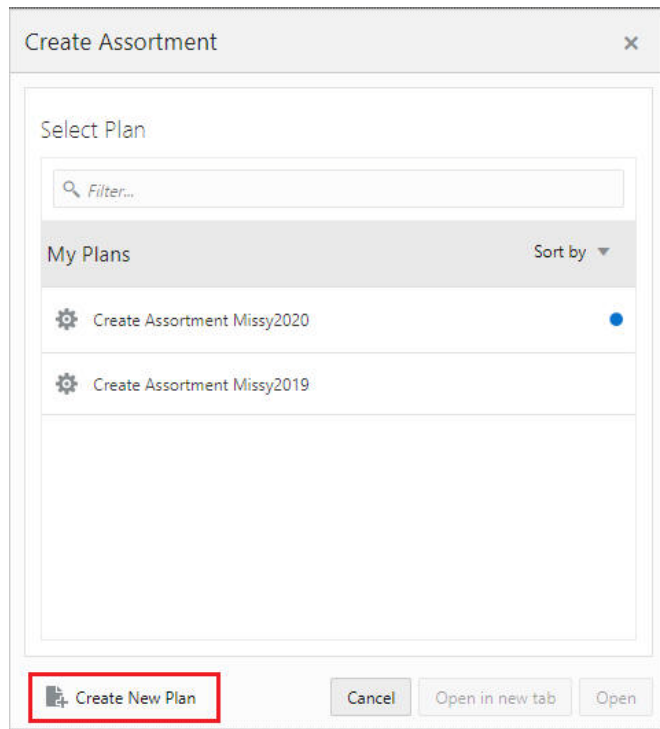 Create Assortment
Select Plan
Filter...
My Plans
Sort by
Create Assortment Missy2020
Create Assortment Missy2019
Create New Plan
Cancel
Open in new tab
Open